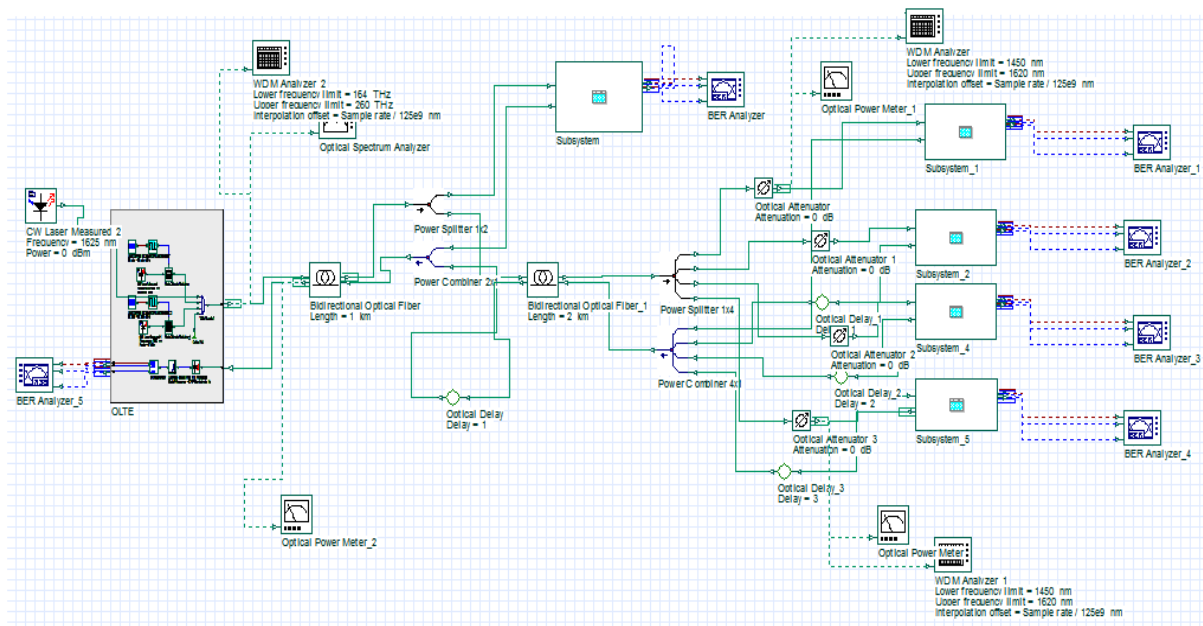 WDM Analyzer_2
Lower frequency limit = 164 THz
Upper frequency limit = 260 THz
Interpolation offset = Sample rate / 125e9 nm
Optical Spectrum Analyzer
CW Laser Measured 2
Frequency = 1625 nm
Power = 0 dBm
BER Analyzer_5
OLTE
Optical Power Meter_2
Bidirectional Optical Fiber
Length = 1 km
Power Splitter 1x2
Power Combiner 2x1
Optical Delay
Delay = 1
Subsystem
BER Analyzer
Bidirectional Optical Fiber_1
Length = 2 km
Power Splitter 1x4
Power Combiner 4x1
WDM Analyzer
Lower frequency limit = 1450 nm
Upper frequency limit = 1620 nm
Interpolation offset = Sample rate / 125e9 nm
Optical Power Meter_1
Subsystem_1
BER Analyzer_1
Optical Attenuator
Attenuation = 0 dB
Optical Attenuator 1
Attenuation = 0 dB
Subsystem_2
BER Analyzer_2
Optical Delay_1
Optical Attenuator 2
Attenuation = 0 dB
Subsystem_4
BER Analyzer_3
Optical Delay_2
Delay = 2
Optical Attenuator 3
Attenuation = 0 dB
Subsystem_5
BER Analyzer_4
Optical Delay_3
Delay = 3
Optical Power Meter
WDM Analyzer 1
Lower frequency limit = 1450 nm
Upper frequency limit = 1620 nm
Interpolation offset = Sample rate / 125e9 nm